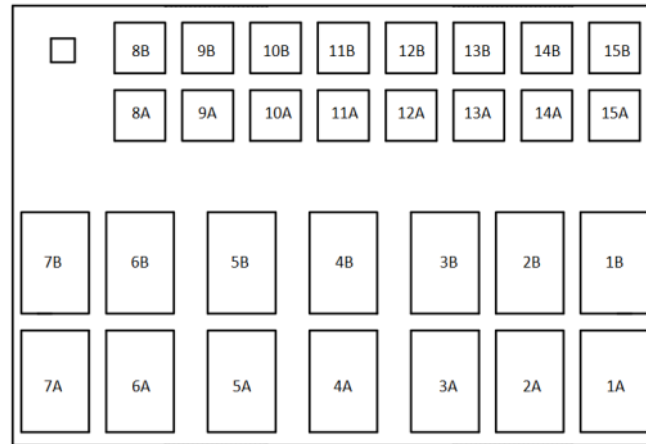 8B 9B 10B 11B 12B 13B 14B 15B
8A 9A 10A 11A 12A 13A 14A 15A
7B 6B 5B 4B 3B 2B 1B
7A 6A 5A 4A 3A 2A 1A